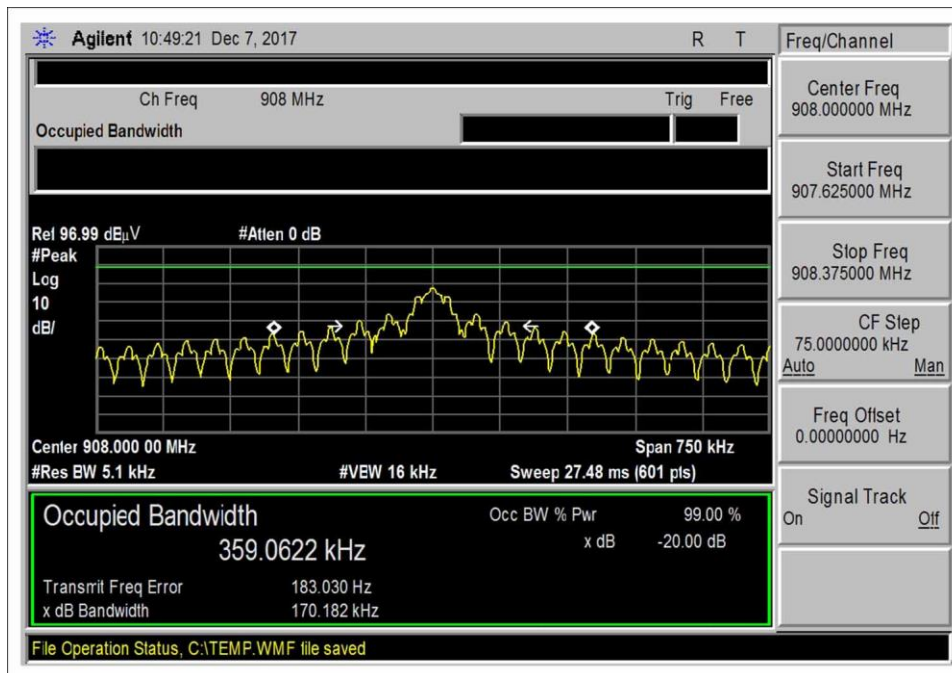 Agilent 10:49:21 Dec 7, 2017 R T
Freq/Channel
Ch Freq 908 MHz Trig Free
Occupied Bandwidth
Center Freq
908.000000 MHz
Start Freq
907.625000 MHz
Stop Freq
908.375000 MHz
CF Step
75.0000000 kHz
Auto Man
Freq Offset
0.00000000 Hz
Signal Track
On Off
Ref 96.99 dBµV #Atten 0 dB
#Peak
Log
10
dB/
Center 908.000 00 MHz Span 750 kHz
#Res BW 5.1 kHz #VBW 16 kHz Sweep 27.48 ms (601 pts)
Occupied Bandwidth
359.0622 kHz
Occ BW % Pwr 99.00 %
x dB -20.00 dB
Transmit Freq Error 183.030 Hz
x dB Bandwidth 170.182 kHz
File Operation Status, C:\TEMP.WMF file saved